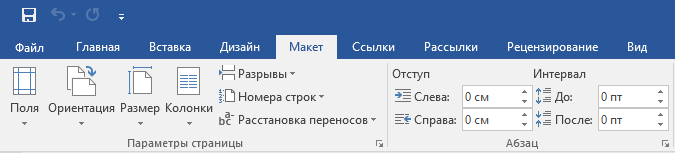 Файл Главная Вставка Дизайн Макет Ссылки Рассылки Рецензирование Вид
Поля Ориентация Размер Колонки
Разрывы
Номера строк
Расстановка переносов
Параметры страницы
Отступ Интервал
Слева: 0 см До: 0 пт
Справа: 0 см После: 0 пт
Абзац